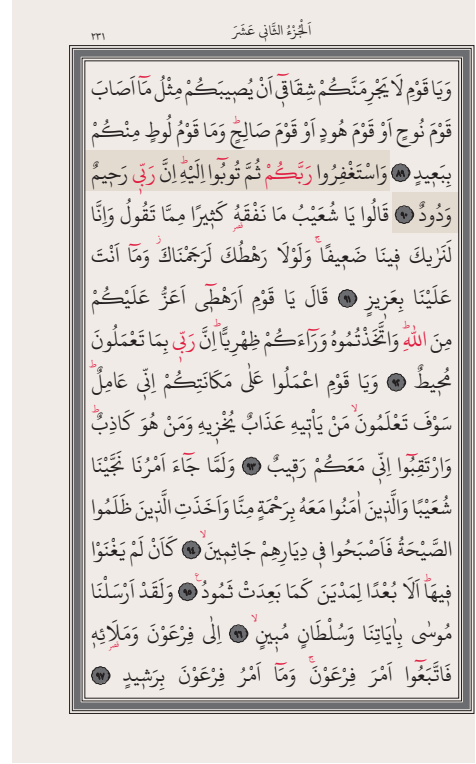 اَلْجُزْءُ الثَّانِي عَشَرَ
٢٣١
وَيَا قَوْمِ لَا يَجْرِمَنَّكُمْ شِقَاقٓي اَنْ يُصٖيبَكُمْ مِثْلُ مَٓا اَصَابَ
قَوْمَ نُوحٍ اَوْ قَوْمَ هُودٍ اَوْ قَوْمَ صَالِحٍۜ وَمَا قَوْمُ لُوطٍ مِنْكُمْ
بِبَعٖيدٍ ٨٩ وَاسْتَغْفِرُوا رَبَّكُمْ ثُمَّ تُوبُٓوا اِلَيْهِۜ اِنَّ رَبّٖي رَحٖيمٌ
وَدُودٌ ٩٠ قَالُوا يَا شُعَيْبُ مَا نَفْقَهُ كَثٖيرًا مِمَّا تَقُولُ وَاِنَّا
لَنَرٰيكَ فٖينَا ضَعٖيفًاۚ وَلَوْلَا رَهْطُكَ لَرَجَمْنَاكَۘ وَمَٓا اَنْتَ
عَلَيْنَا بِعَزٖيزٍ ٩١ قَالَ يَا قَوْمِ اَرَهْطٖٓي اَعَزُّ عَلَيْكُمْ
مِنَ اللّٰهِۜ وَاتَّخَذْتُمُوهُ وَرَٓاءَكُمْ ظِهْرِيًّاۜ اِنَّ رَبّٖي بِمَا تَعْمَلُونَ
مُحٖيطٌ ٩٢ وَيَا قَوْمِ اعْمَلُوا عَلٰى مَكَانَتِكُمْ اِنّٖي عَامِلٌۜ
سَوْفَ تَعْلَمُونَۙ مَنْ يَأْتٖيهِ عَذَابٌ يُخْزٖيهِ وَمَنْ هُوَ كَاذِبٌۜ
وَارْتَقِبُٓوا اِنّٖي مَعَكُمْ رَقٖيبٌ ٩٣ وَلَمَّا جَٓاءَ اَمْرُنَا نَجَّيْنَا
شُعَيْبًا وَالَّذٖينَ اٰمَنُوا مَعَهُ بِرَحْمَةٍ مِنَّا وَاَخَذَتِ الَّذٖينَ ظَلَمُوا
الصَّيْحَةُ فَاَصْبَحُوا فٖي دِيَارِهِمْ جَاثِمٖينَۙ ٩٤ كَاَنْ لَمْ يَغْنَوْا
فٖيهَاۜ اَلَا بُعْدًا لِمَدْيَنَ كَمَا بَعِدَتْ ثَمُودُ ٩٥ وَلَقَدْ اَرْسَلْنَا
مُوسٰى بِاٰيَاتِنَا وَسُلْطَانٍ مُبٖينٍۙ ٩٦ اِلٰى فِرْعَوْنَ وَمَلَا۬ئِهٖ
فَاتَّبَعُٓوا اَمْرَ فِرْعَوْنَۚ وَمَٓا اَمْرُ فِرْعَوْنَ بِرَشٖيدٍ ٩٧